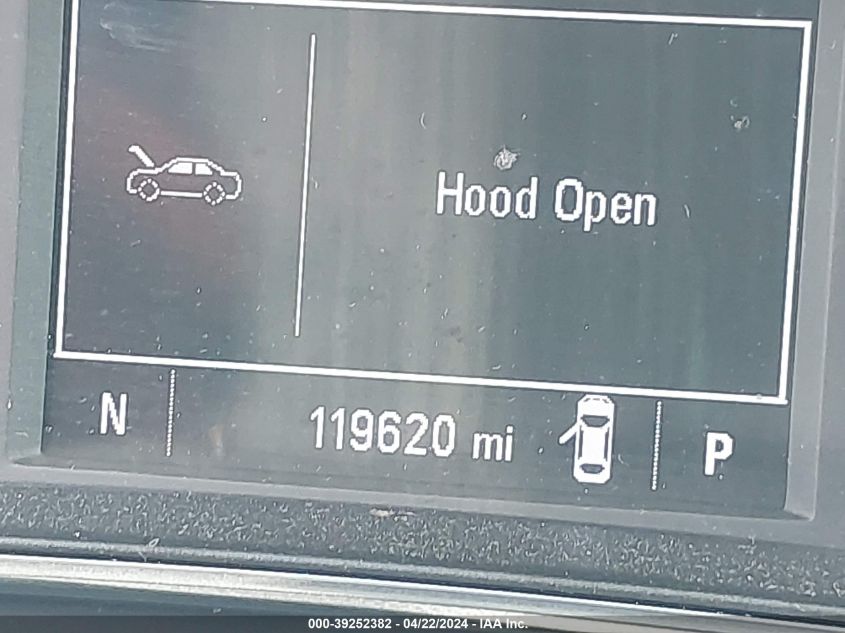 Hood Open
N 119620 mi P
000-39252382 - 04/22/2024 - IAA Inc.